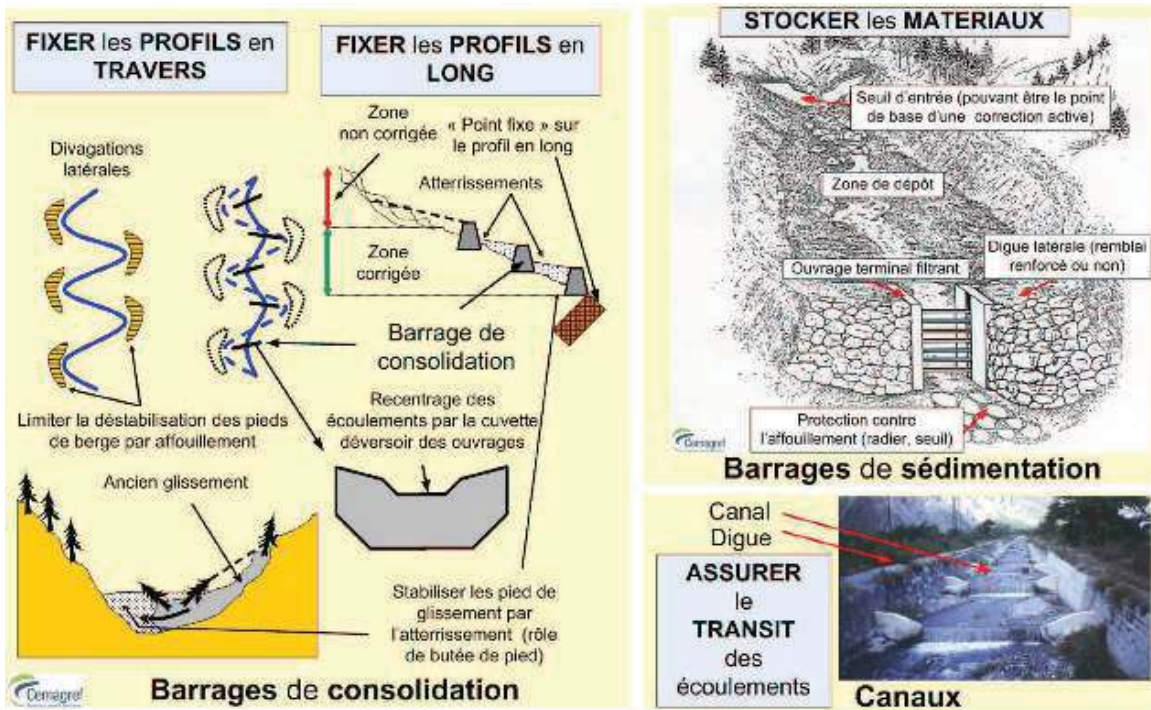 FIXER les PROFILS en
TRAVERS
FIXER les PROFILS en
LONG
Zone
non corrigée
« Point fixe » sur
le profil en long
Divagations
latérales
Atterrissements
Zone
corrigée
Barrage de
consolidation
Limiter la déstabilisation des pieds
de berge par affouillement
Recentrage des
écoulements par la cuvette
déversoir des ouvrages
Ancien glissement
Stabiliser les pied de
glissement par
l'atterrissement (rôle
de butée de pied)
Cemagref
Barrages de consolidation
STOCKER les MATERIAUX
Seuil d'entrée (pouvant être le point
de base d'une correction active)
Zone de dépôt
Digue latérale (remblai
renforcé ou non)
Ouvrage terminal filtrant
Protection contre
l'affouillement (radier, seuil)
Cemagref
Barrages de sédimentation
Canal
Digue
ASSURER
le
TRANSIT
des
écoulements
Canaux